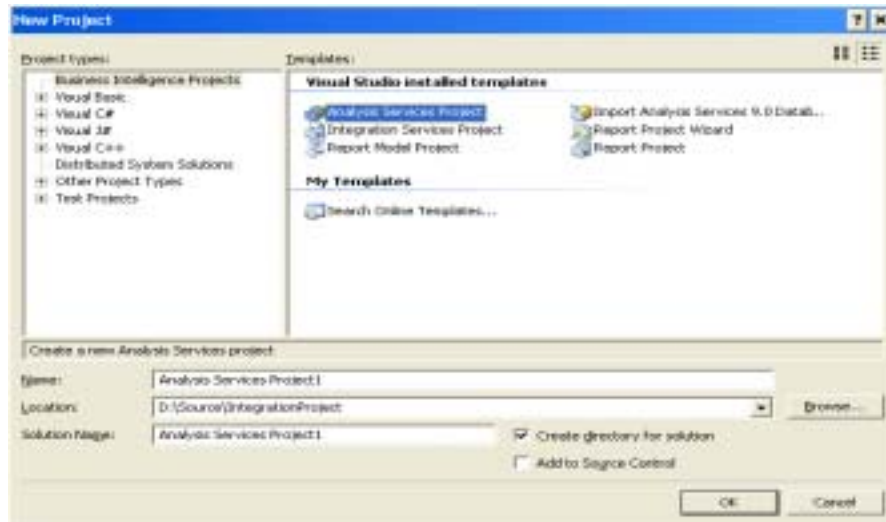 New Project
Project types:
Templates:
Business Intelligence Projects
Visual Basic
Visual C#
Visual J#
Visual C++
Distributed System Solutions
Other Project Types
Test Projects
Visual Studio installed templates
Analysis Services Project
Import Analysis Services 9.0 Datab...
Integration Services Project
Report Project Wizard
Report Model Project
Report Project
My Templates
Search Online Templates...
Create a new Analysis Services project
Name:
Analysis Services Project1
Location:
D:\Source\IntegrationProject
Browse...
Solution Name:
Analysis Services Project1
Create directory for solution
Add to Source Control
OK
Cancel